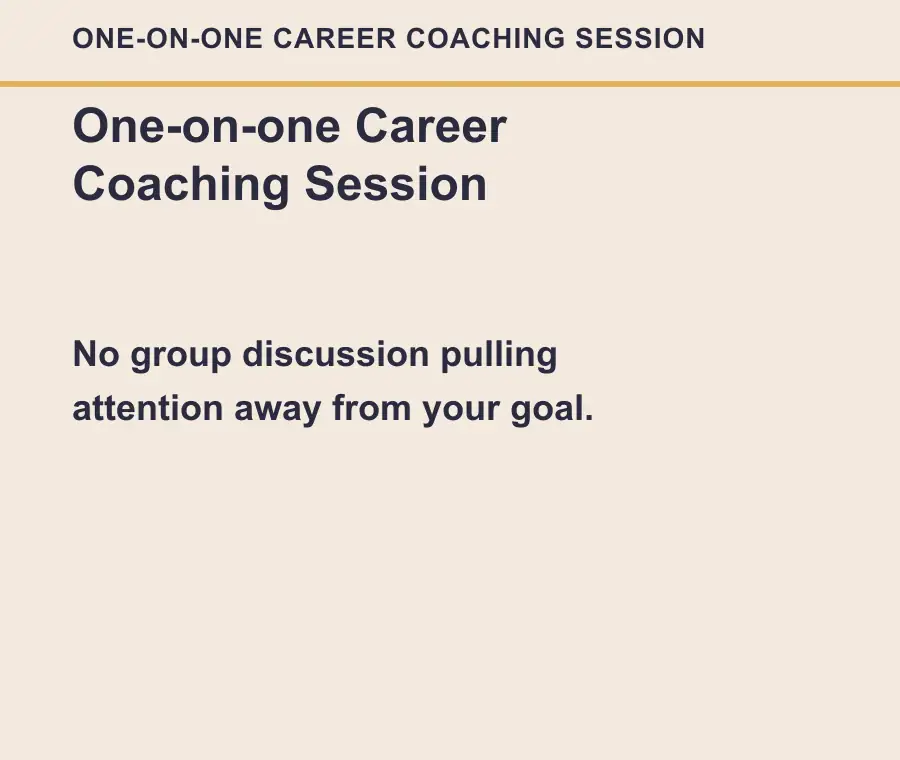 ONE-ON-ONE CAREER COACHING SESSION
One-on-one Career
Coaching Session
No group discussion pulling
attention away from your goal.